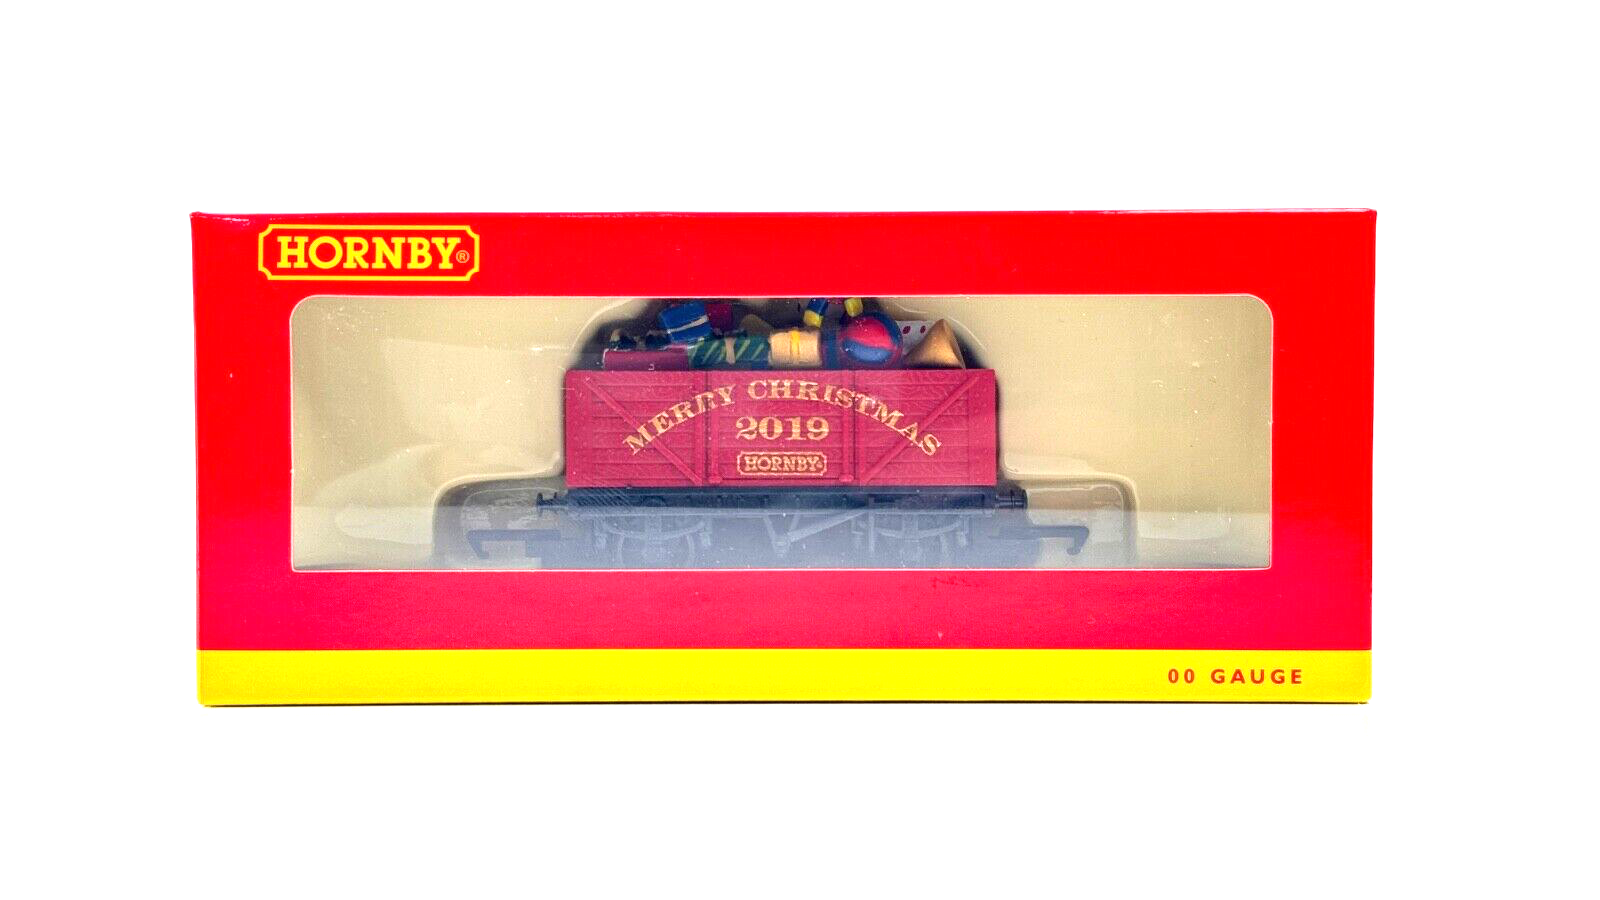 HORNBY®
MERRY CHRISTMAS
2019
HORNBY®
00 GAUGE